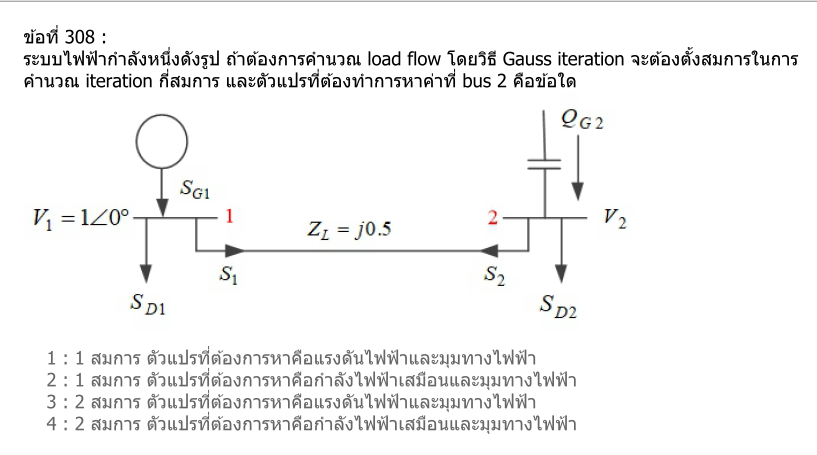 ข้อที่ 308 :
ระบบไฟฟ้ากำลังหนึ่งดังรูป ถ้าต้องการคำนวณ load flow โดยวิธี Gauss iteration จะต้องตั้งสมการในการ
คำนวณ iteration กี่สมการ และตัวแปรที่ต้องทำการหาค่าที่ bus 2 คือข้อใด
Q_{G2}
S_{G1}
V_1 = 1∠0° 1 Z_L = j0.5 2 V_2
S_1 S_2
S_{D1} S_{D2}
1 : 1 สมการ ตัวแปรที่ต้องการหาคือแรงดันไฟฟ้าและมุมทางไฟฟ้า
2 : 1 สมการ ตัวแปรที่ต้องการหาคือกำลังไฟฟ้าเสมือนและมุมทางไฟฟ้า
3 : 2 สมการ ตัวแปรที่ต้องการหาคือแรงดันไฟฟ้าและมุมทางไฟฟ้า
4 : 2 สมการ ตัวแปรที่ต้องการหาคือกำลังไฟฟ้าเสมือนและมุมทางไฟฟ้า